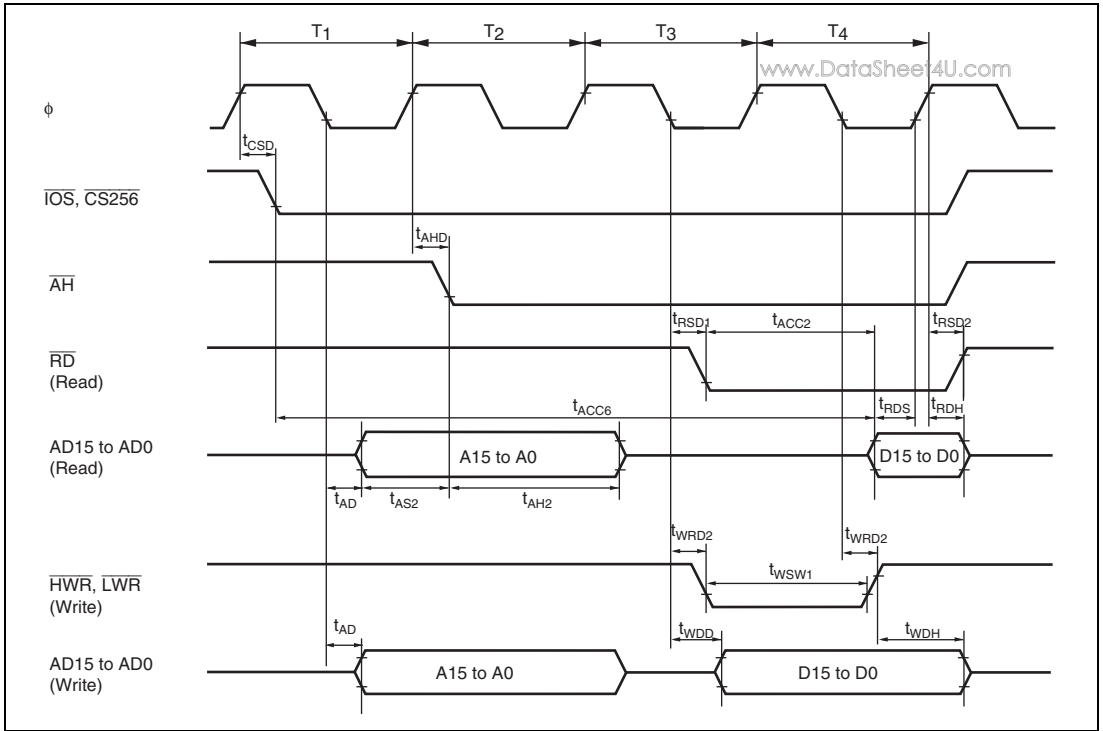 T1 T2 T3 T4
www.DataSheet4U.com
φ
tCSD
IOS, CS256
tAHD
AH
tRSD1 tACC2 tRSD2
RD
(Read)
tACC6 tRDS tRDH
AD15 to AD0
(Read)
A15 to A0 D15 to D0
tAD tAS2 tAH2
tWRD2 tWRD2
HWR, LWR
(Write)
tWSW1
tAD tWDD tWDH
AD15 to AD0
(Write)
A15 to A0 D15 to D0